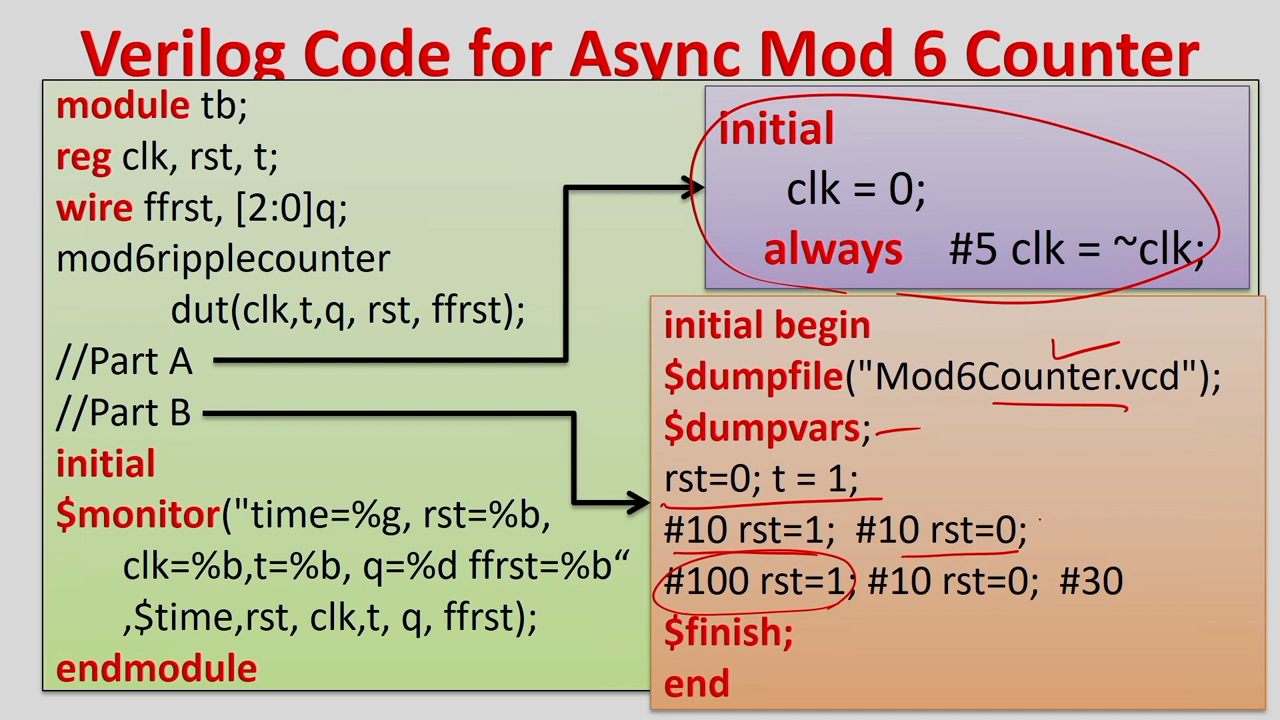 Verilog Code for Async Mod 6 Counter
module tb;
reg clk, rst, t;
wire ffrst, [2:0]q;
mod6ripplecounter
dut(clk,t,q, rst, ffrst);
//Part A
//Part B
initial
$monitor("time=%g, rst=%b,
clk=%b,t=%b, q=%d ffrst=%b“
,$time,rst, clk,t, q, ffrst);
endmodule
initial
clk = 0;
always #5 clk = ~clk;
initial begin
$dumpfile("Mod6Counter.vcd");
$dumpvars;
rst=0; t = 1;
#10 rst=1; #10 rst=0;
#100 rst=1; #10 rst=0; #30
$finish;
end